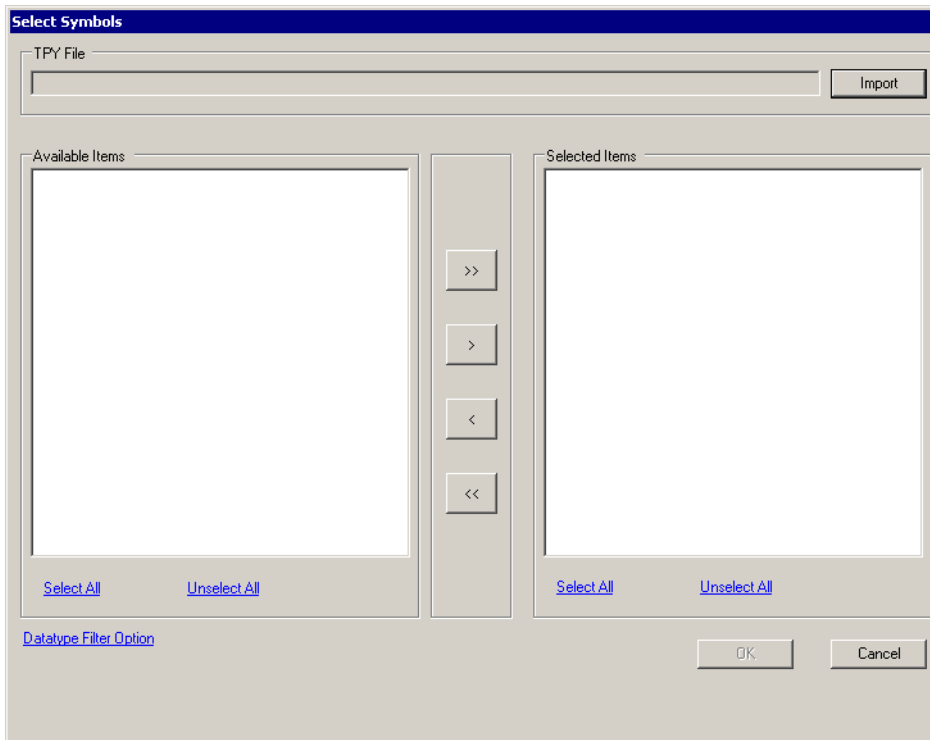 Select Symbols
TPY File
Import
Available Items
Selected Items
>>
>
<
<<
Select All
Unselect All
Select All
Unselect All
Datatype Filter Option
OK
Cancel